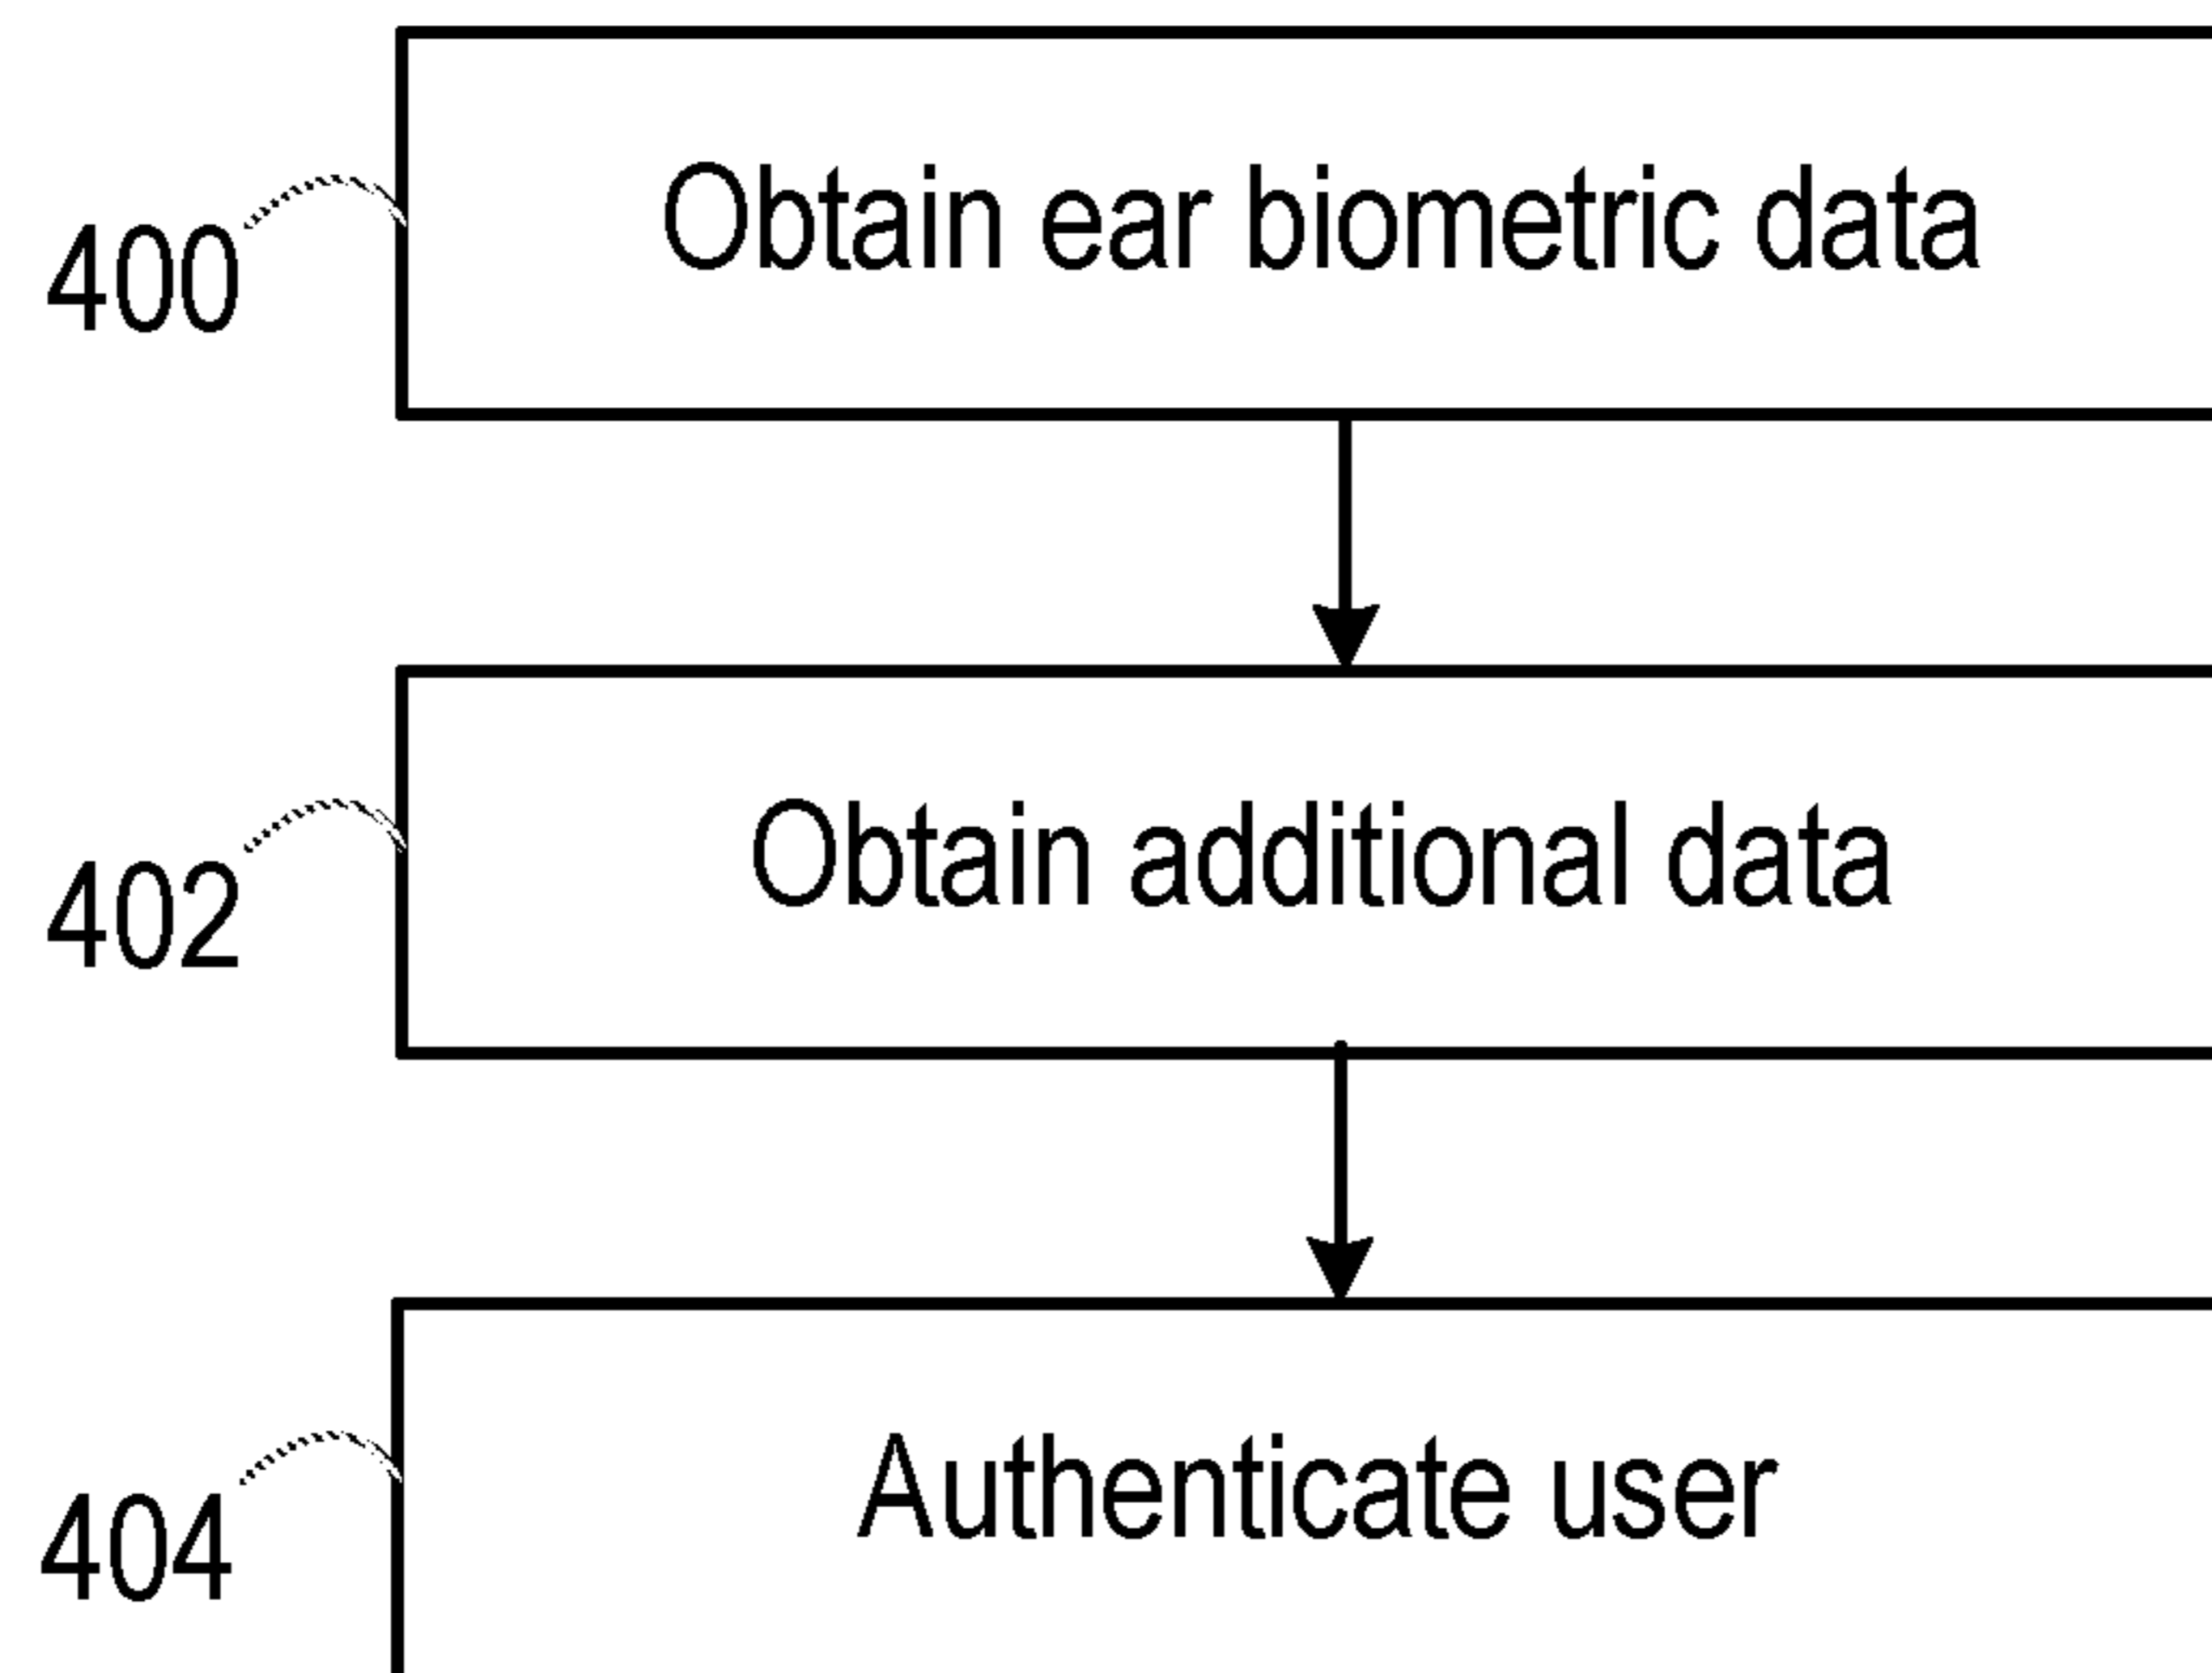 Obtain ear biometric data
400
Obtain additional data
402
Authenticate user
404